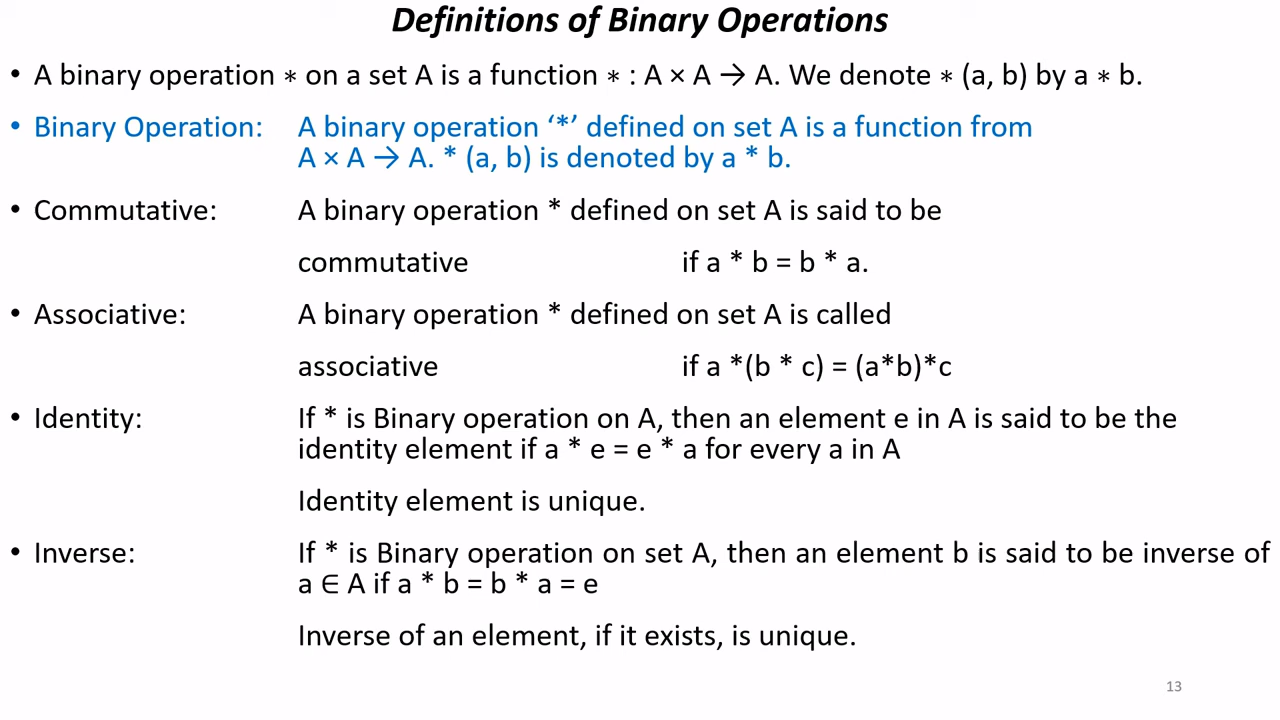 Definitions of Binary Operations
• A binary operation ∗ on a set A is a function ∗ : A × A → A. We denote ∗ (a, b) by a ∗ b.
• Binary Operation: A binary operation ‘*’ defined on set A is a function from
A × A → A. * (a, b) is denoted by a * b.
• Commutative: A binary operation * defined on set A is said to be
commutative if a * b = b * a.
• Associative: A binary operation * defined on set A is called
associative if a *(b * c) = (a*b)*c
• Identity: If * is Binary operation on A, then an element e in A is said to be the
identity element if a * e = e * a for every a in A
Identity element is unique.
• Inverse: If * is Binary operation on set A, then an element b is said to be inverse of
a ∈ A if a * b = b * a = e
Inverse of an element, if it exists, is unique.
13